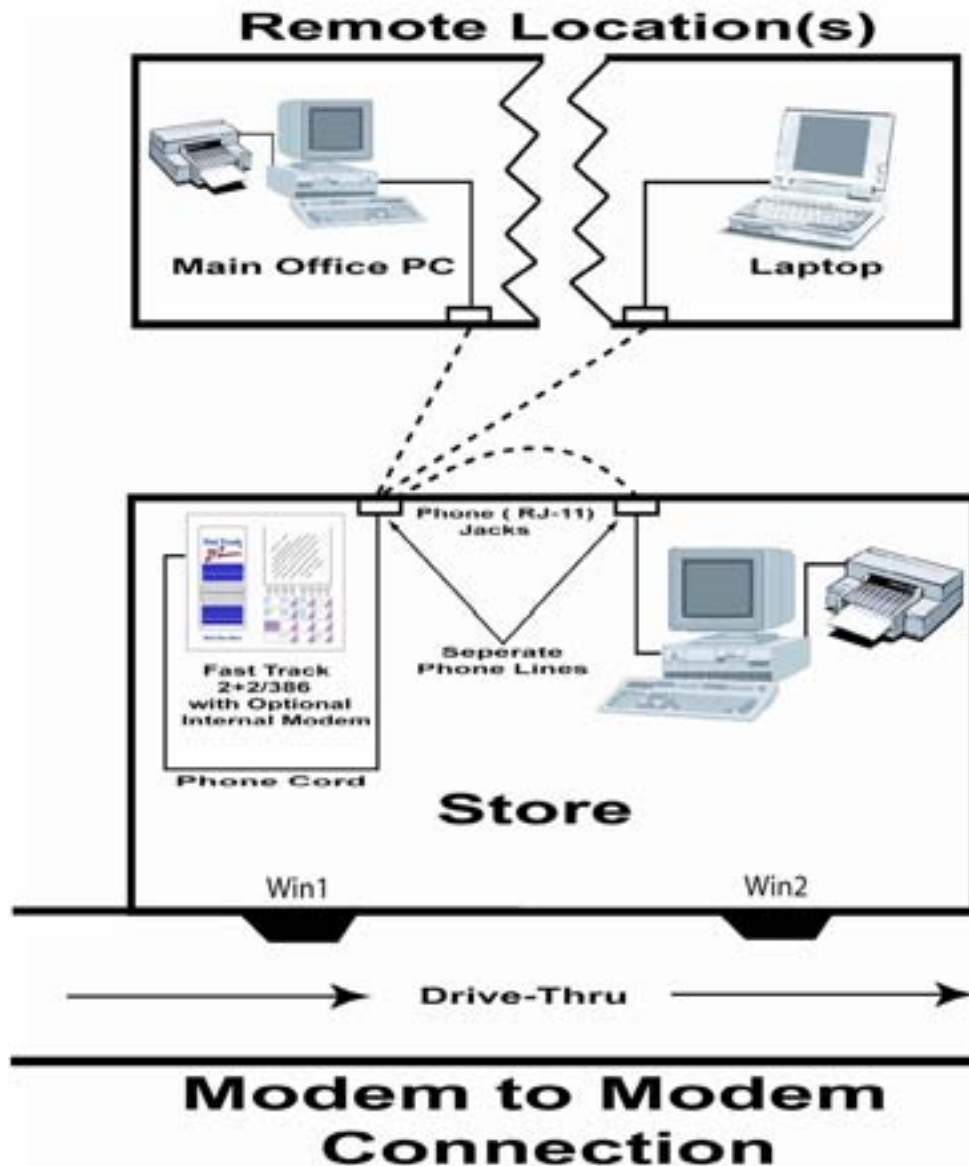 Remote Location(s)
Main Office PC
Laptop
Phone ( RJ-11)
Jacks
Seperate
Phone Lines
Fast Track
2+2/386
with Optional
Internal Modem
Phone Cord
Store
Win1
Win2
Drive-Thru
Modem to Modem
Connection